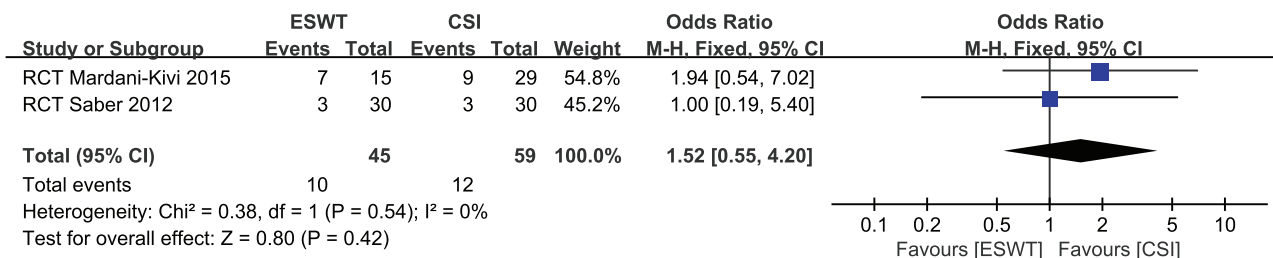 ESWT CSI Odds Ratio Odds Ratio
Study or Subgroup Events Total Events Total Weight M-H, Fixed, 95% CI M-H, Fixed, 95% CI
RCT Mardani-Kivi 2015 7 15 9 29 54.8% 1.94 [0.54, 7.02]
RCT Saber 2012 3 30 3 30 45.2% 1.00 [0.19, 5.40]
Total (95% CI) 45 59 100.0% 1.52 [0.55, 4.20]
Total events 10 12
Heterogeneity: Chi² = 0.38, df = 1 (P = 0.54); I² = 0%
Test for overall effect: Z = 0.80 (P = 0.42)
0.1 0.2 0.5 1 2 5 10
Favours [ESWT] Favours [CSI]